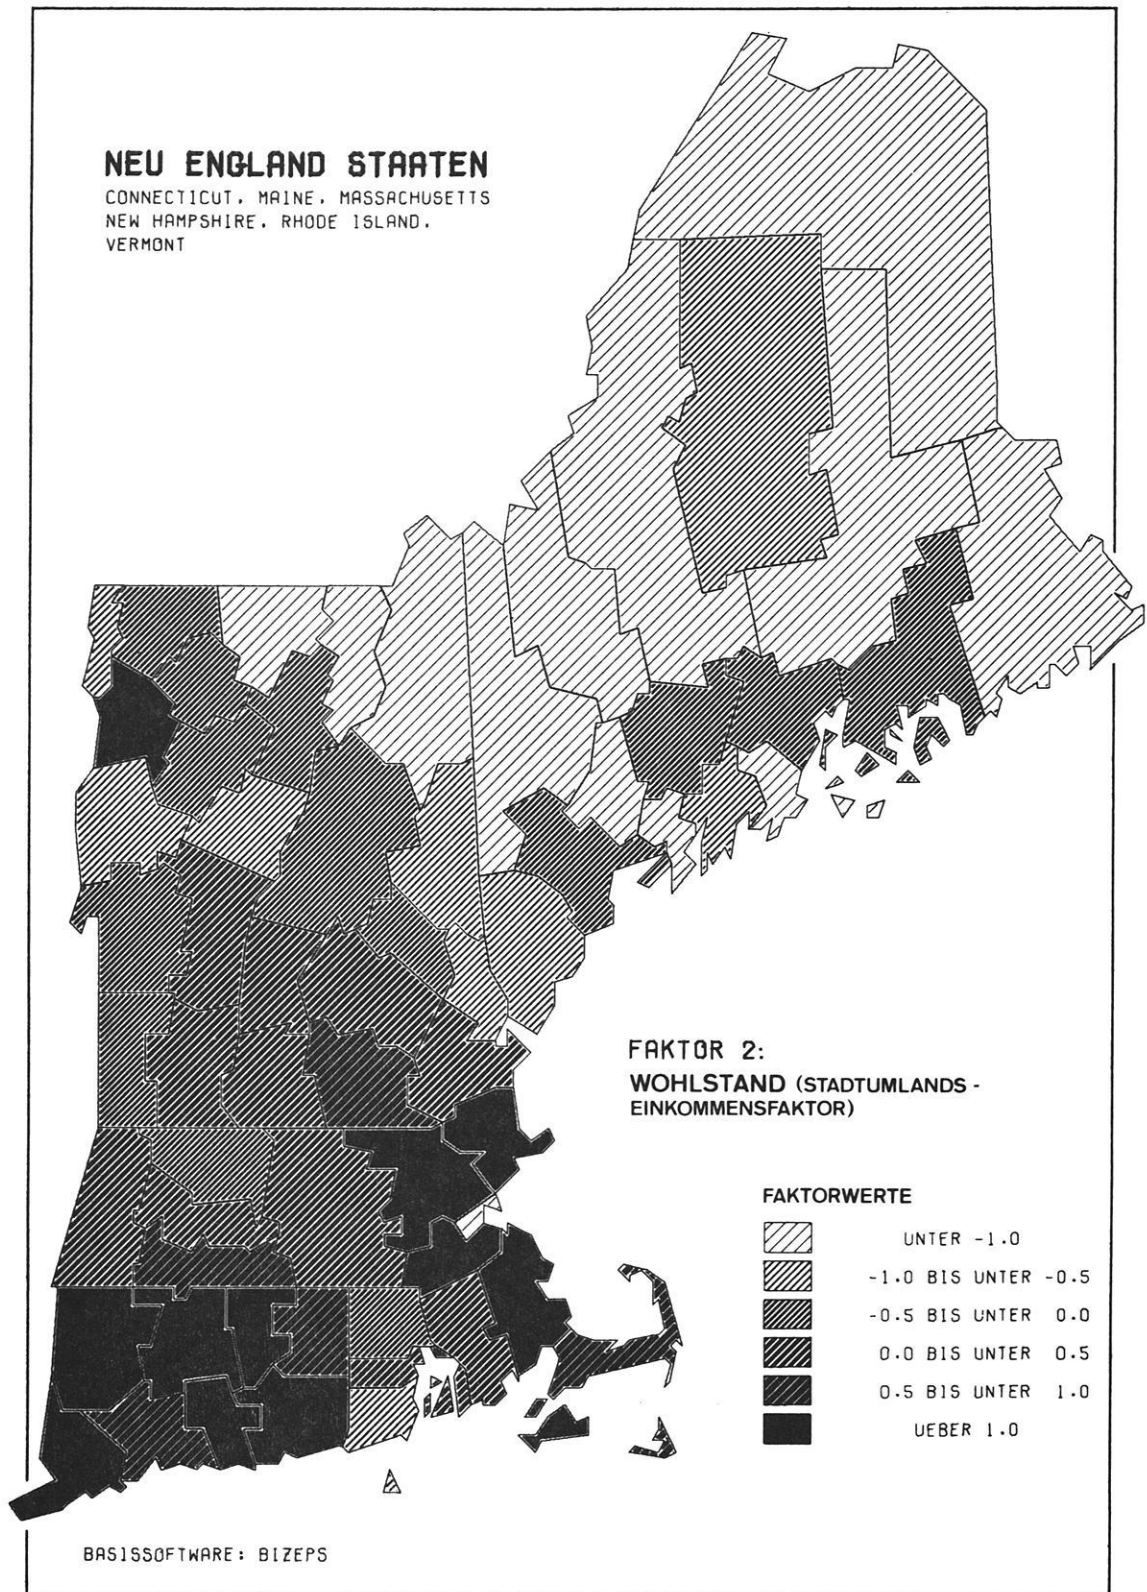 NEU ENGLAND STAATEN
CONNECTICUT, MAINE, MASSACHUSETTS
NEW HAMPSHIRE, RHODE ISLAND,
VERMONT
FAKTOR 2:
WOHLSTAND (STADTUMLANDS-
EINKOMMENSFAKTOR)
FAKTORWERTE
UNTER -1.0
-1.0 BIS UNTER -0.5
-0.5 BIS UNTER 0.0
0.0 BIS UNTER 0.5
0.5 BIS UNTER 1.0
UEBER 1.0
BASISSOFTWARE: BIZEPS